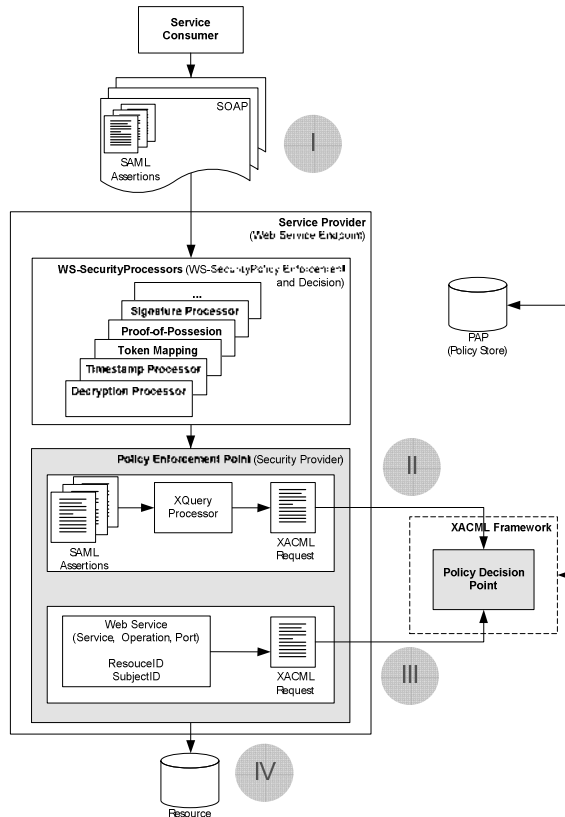 Service
Consumer
SOAP
SAML
Assertions
I
Service Provider
(Web Service Endpoint)
WS-SecurityProcessors (WS-SecurityPolicy Enforcement
and Decision)
...
Signature Processor
Proof-of-Possesion
Token Mapping
Timestamp Processor
Decryption Processor
PAP
(Policy Store)
Policy Enforcement Point (Security Provider)
II
SAML
Assertions
XQuery
Processor
XACML
Request
XACML Framework
Policy Decision
Point
Web Service
(Service, Operation, Port)
ResouceID
SubjectID
XACML
Request
III
IV
Resource